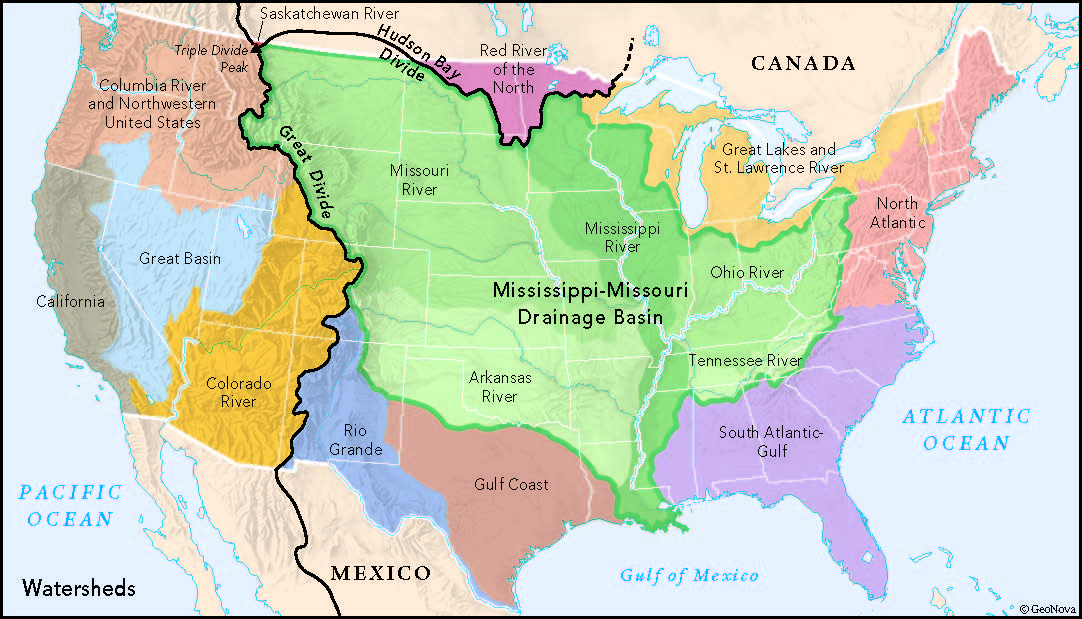 Saskatchewan River
Triple Divide
Peak
Hudson Bay
Divide
Red River
of the
North
CANADA
Columbia River
and Northwestern
United States
Great Divide
Missouri
River
Great Lakes and
St. Lawrence River
North
Atlantic
Mississippi
River
Great Basin
Ohio River
California
Mississippi-Missouri
Drainage Basin
Tennessee River
Colorado
River
Arkansas
River
ATLANTIC
OCEAN
Rio
Grande
South Atlantic-
Gulf
Gulf Coast
PACIFIC
OCEAN
MEXICO
Gulf of Mexico
Watersheds
© GeoNova